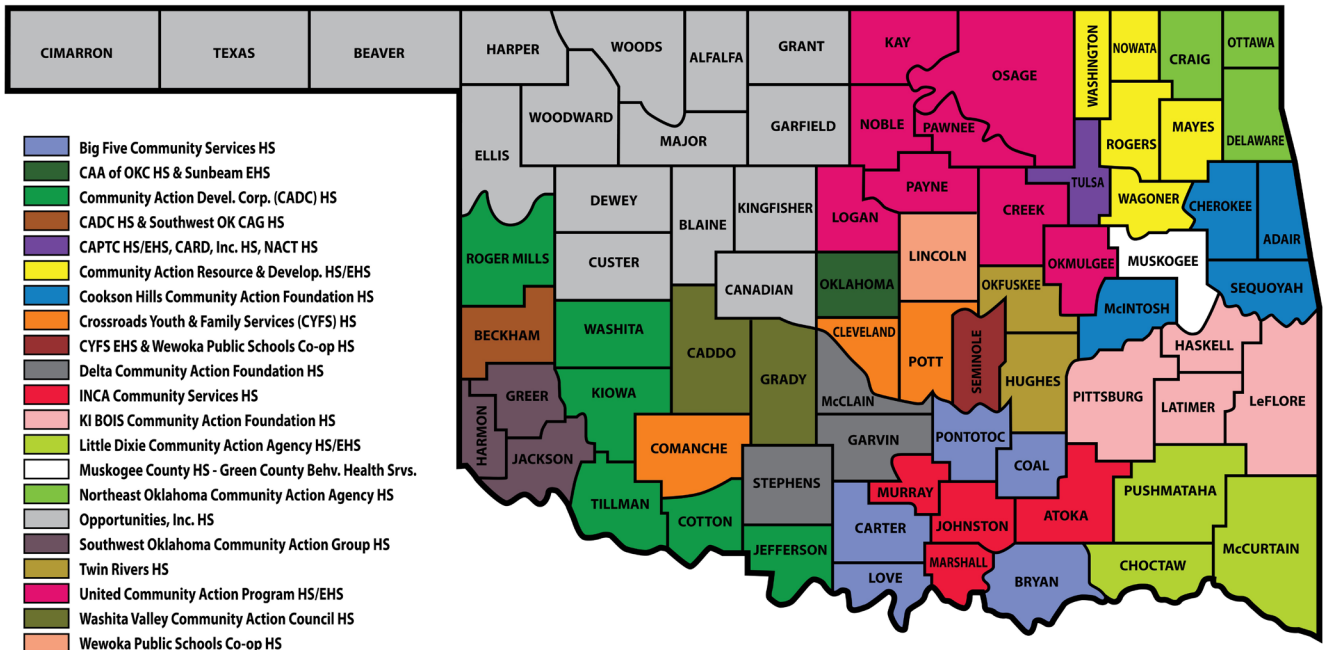 CIMARRON
TEXAS
BEAVER
HARPER
WOODS
ALFALFA
GRANT
KAY
OSAGE
WASHINGTON
NOWATA
CRAIG
OTTAWA
ELLIS
WOODWARD
MAJOR
GARFIELD
NOBLE
PAWNEE
ROGERS
MAYES
DELAWARE
DEWEY
BLAINE
KINGFISHER
LOGAN
PAYNE
CREEK
TULSA
WAGONER
CHEROKEE
ADAIR
ROGER MILLS
CUSTER
CANADIAN
OKLAHOMA
LINCOLN
OKFUSKEE
OKMULGEE
MUSKOGEE
McINTOSH
SEQUOYAH
BECKHAM
WASHITA
CADDO
GRADY
CLEVELAND
McCLAIN
POTT
SEMINOLE
HUGHES
PITTSBURG
HASKELL
LATIMER
LeFLORE
HARMON
GREER
JACKSON
KIOWA
COMANCHE
TILLMAN
COTTON
STEPHENS
JEFFERSON
GARVIN
MURRAY
CARTER
LOVE
PONTOTOC
COAL
JOHNSTON
MARSHALL
ATOKA
BRYAN
PUSHMATAHA
CHOCTAW
McCURTAIN
Big Five Community Services HS
CAA of OKC HS & Sunbeam EHS
Community Action Devel. Corp. (CADC) HS
CADC HS & Southwest OK CAG HS
CAPTC HS/EHS, CARD, Inc. HS, NACT HS
Community Action Resource & Develop. HS/EHS
Cookson Hills Community Action Foundation HS
Crossroads Youth & Family Services (CYFS) HS
CYFS EHS & Wewoka Public Schools Co-op HS
Delta Community Action Foundation HS
INCA Community Services HS
KI BOIS Community Action Foundation HS
Little Dixie Community Action Agency HS/EHS
Muskogee County HS - Green County Behv. Health Srvs.
Northeast Oklahoma Community Action Agency HS
Opportunities, Inc. HS
Southwest Oklahoma Community Action Group HS
Twin Rivers HS
United Community Action Program HS/EHS
Washita Valley Community Action Council HS
Wewoka Public Schools Co-op HS